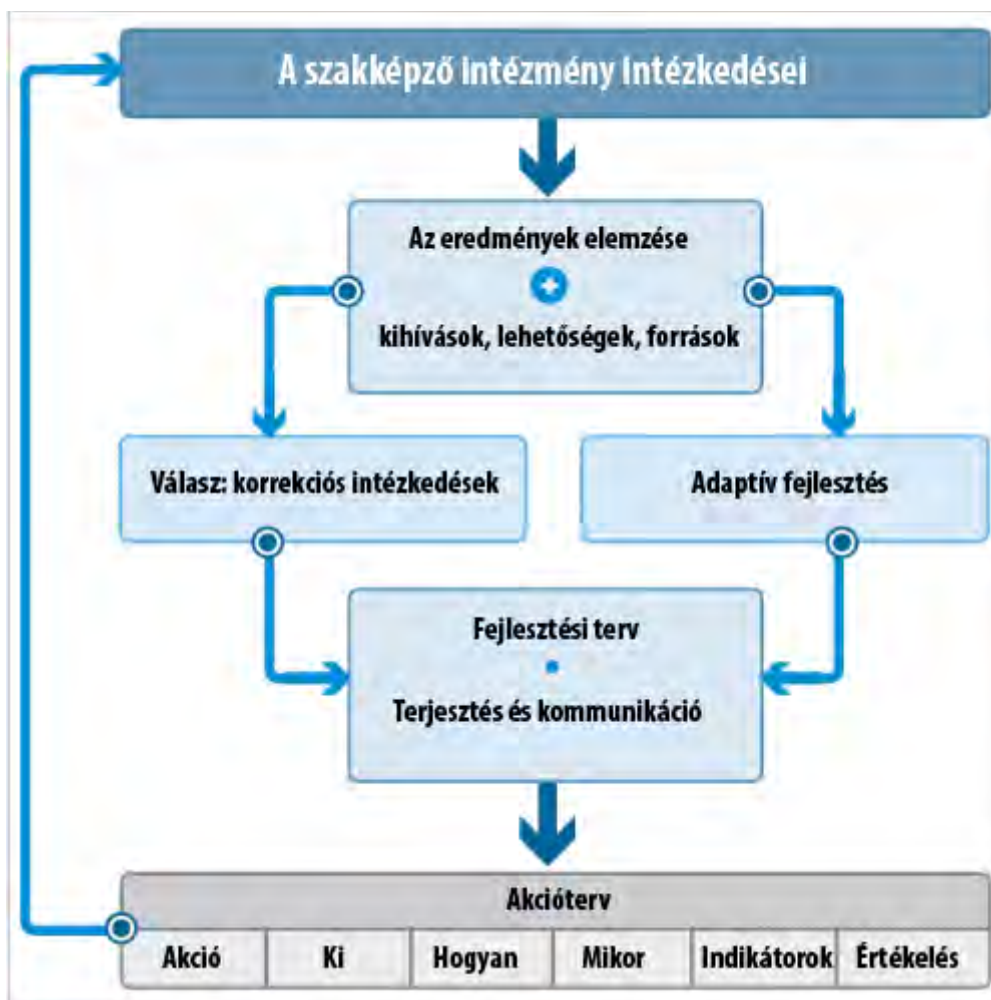 A szakképző intézmény intézkedései
Az eredmények elemzése
kihívások, lehetőségek, források
Válasz: korrekciós intézkedések
Adaptív fejlesztés
Fejlesztési terv
Terjesztés és kommunikáció
Akcióterv
Akció Ki Hogyan Mikor Indikátorok Értékelés